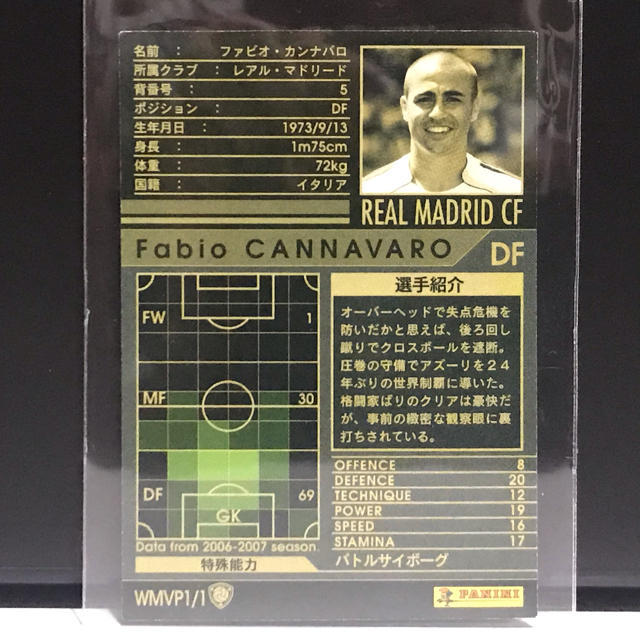 名前 : ファビオ・カンナバロ
所属クラブ : レアル・マドリード
背番号 : 5
ポジション : DF
生年月日 : 1973/9/13
身長 : 1m75cm
体重 : 72kg
国籍 : イタリア
REAL MADRID CF
Fabio CANNAVARO
DF
FW 1
MF 30
DF 69
GK
Data from 2006-2007 season.
選手紹介
オーバーヘッドで失点危機を
防いだかと思えば、後ろ回し
蹴りでクロスボールを遮断。
圧巻の守備でアズーリを24
年ぶりの世界制覇に導いた。
格闘家ばりのクリアは豪快だ
が、事前の緻密な観察眼に裏
打ちされている。
OFFENCE 8
DEFENCE 20
TECHNIQUE 12
POWER 19
SPEED 16
STAMINA 17
特殊能力 バトルサイボーグ
WMVP1/1
PANINI